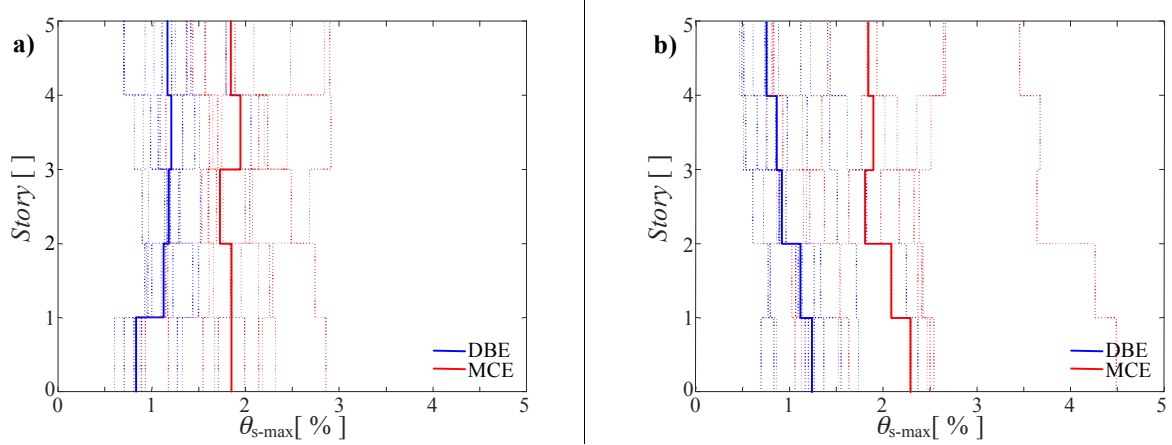 a)
5
4
3
2
1
0
Story [ ]
DBE
MCE
0 1 2 3 4 5
θs-max[ % ]
b)
5
4
3
2
1
0
Story [ ]
DBE
MCE
0 1 2 3 4 5
θs-max[ % ]